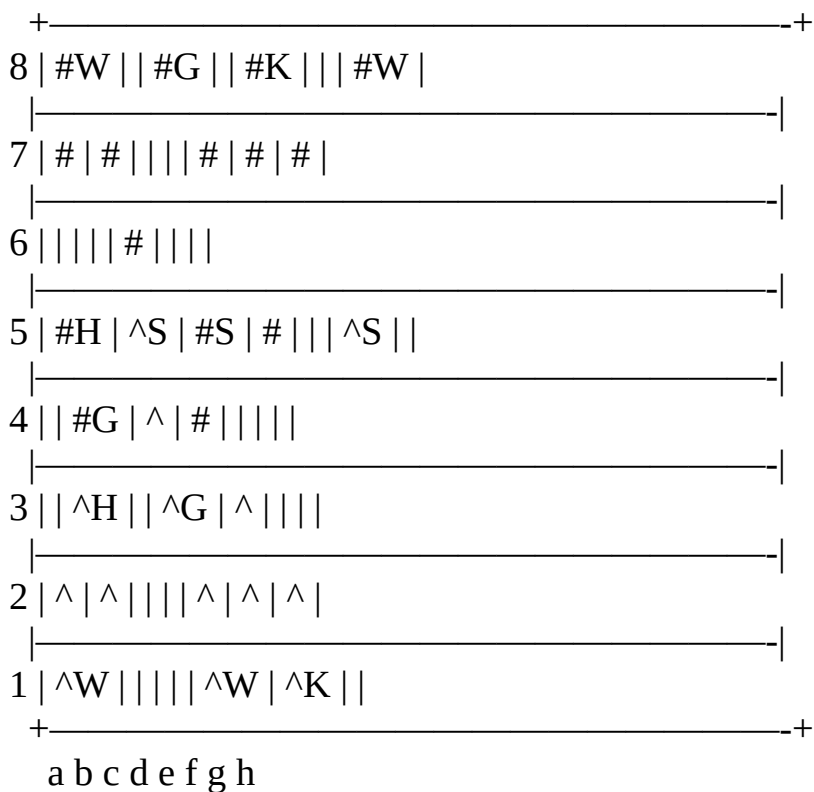 +———————————————————-+
8 | #W | | #G | | #K | | | #W |
|———————————————————-|
7 | # | # | | | | # | # | # |
|———————————————————-|
6 | | | | | # | | | |
|———————————————————-|
5 | #H | ^S | #S | # | | | ^S | |
|———————————————————-|
4 | | #G | ^ | # | | | | |
|———————————————————-|
3 | | ^H | | ^G | ^ | | | |
|———————————————————-|
2 | ^ | ^ | | | | ^ | ^ | ^ |
|———————————————————-|
1 | ^W | | | | | ^W | ^K | |
+———————————————————-+
a b c d e f g h